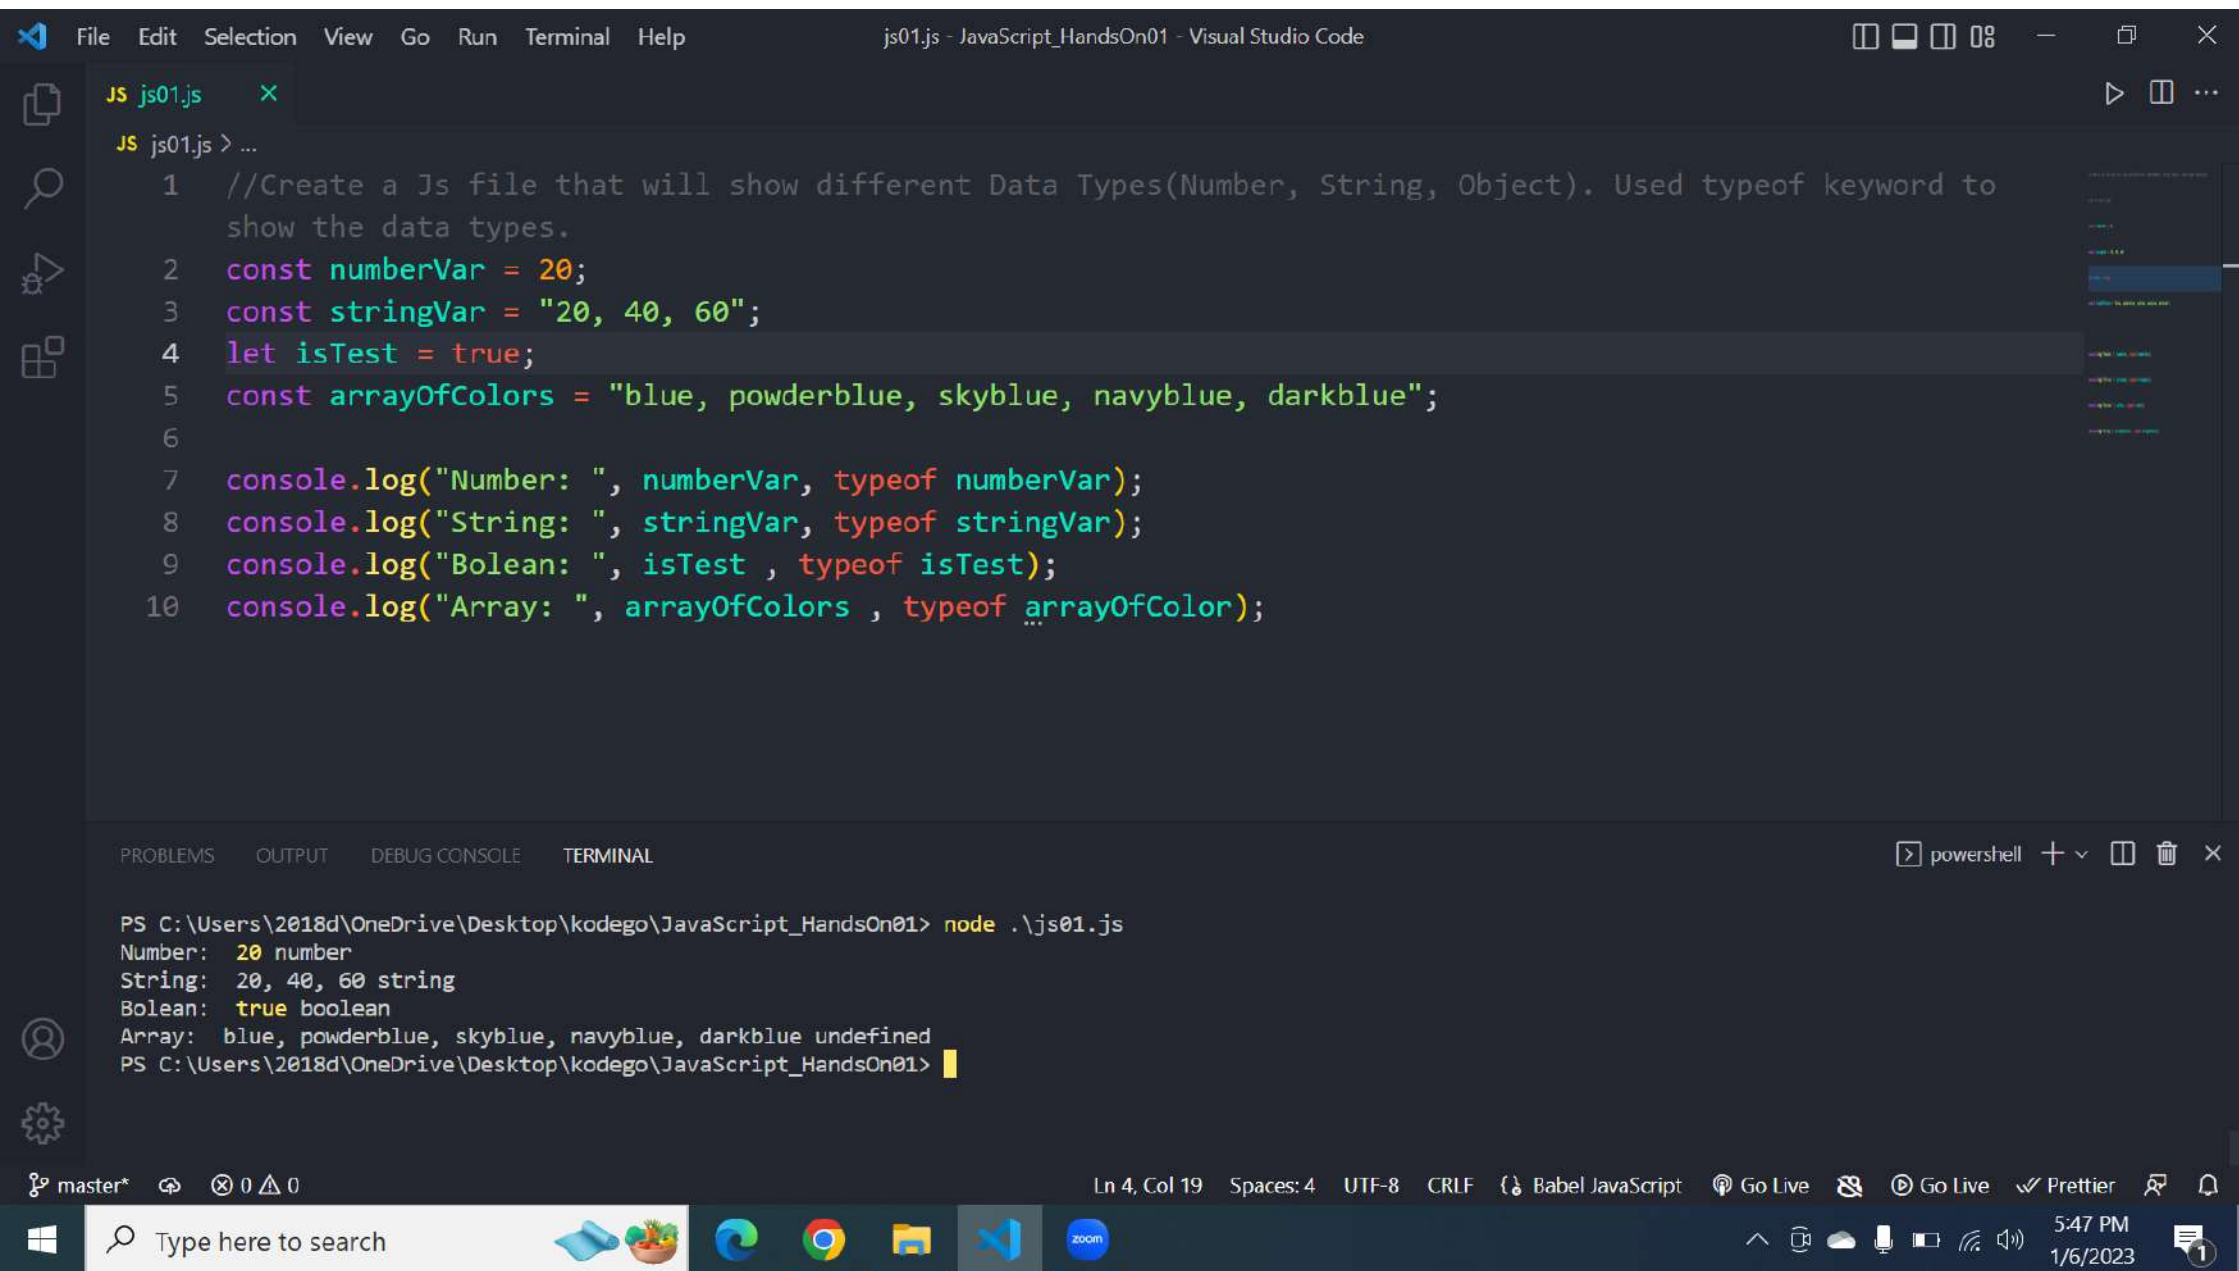 File Edit Selection View Go Run Terminal Help js01.js - JavaScript_HandsOn01 - Visual Studio Code
JS js01.js
JS js01.js > ...
1 //Create a Js file that will show different Data Types(Number, String, Object). Used typeof keyword to
show the data types.
2 const numberVar = 20;
3 const stringVar = "20, 40, 60";
4 let isTest = true;
5 const arrayOfColors = "blue, powderblue, skyblue, navyblue, darkblue";
6
7 console.log("Number: ", numberVar, typeof numberVar);
8 console.log("String: ", stringVar, typeof stringVar);
9 console.log("Bolean: ", isTest , typeof isTest);
10 console.log("Array: ", arrayOfColors , typeof arrayOfColor);
PROBLEMS OUTPUT DEBUG CONSOLE TERMINAL powershell
PS C:\Users\2018d\OneDrive\Desktop\kodego\JavaScript_HandsOn01> node .\js01.js
Number:  20 number
String:  20, 40, 60 string
Bolean:  true boolean
Array:  blue, powderblue, skyblue, navyblue, darkblue undefined
PS C:\Users\2018d\OneDrive\Desktop\kodego\JavaScript_HandsOn01>
master* 0 0 Ln 4, Col 19 Spaces: 4 UTF-8 CRLF Babel JavaScript Go Live Go Live Prettier
Type here to search zoom 5:47 PM
1/6/2023 1